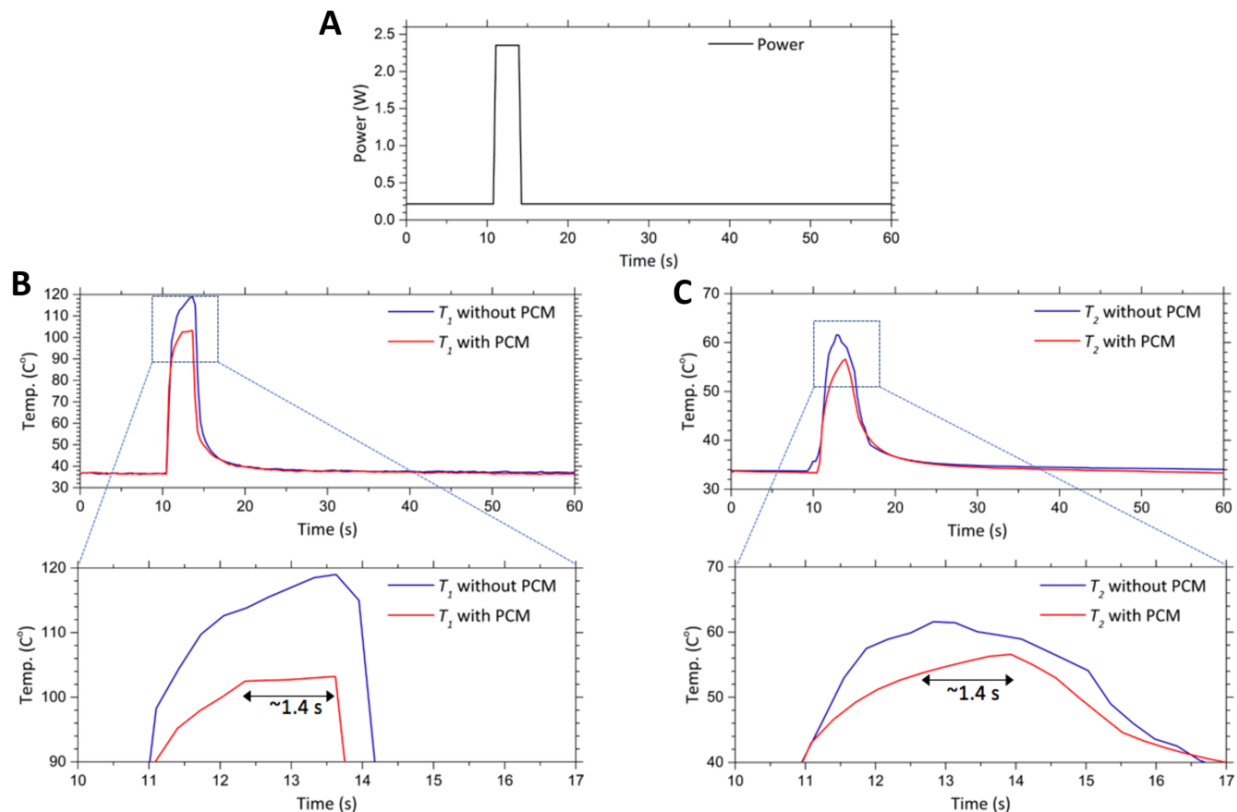 A
2.5
2.0
1.5
1.0
0.5
0.0
Power (W)
Power
0 10 20 30 40 50 60
Time (s)
B
120
110
100
90
80
70
60
50
40
30
Temp. (C°)
T1 without PCM
T1 with PCM
0 10 20 30 40 50 60
Time (s)
C
70
60
50
40
30
Temp. (C°)
T2 without PCM
T2 with PCM
0 10 20 30 40 50 60
Time (s)
120
110
100
90
Temp. (C°)
T1 without PCM
T1 with PCM
~1.4 s
10 11 12 13 14 15 16 17
Time (s)
70
60
50
40
Temp. (C°)
T2 without PCM
T2 with PCM
~1.4 s
10 11 12 13 14 15 16 17
Time (s)